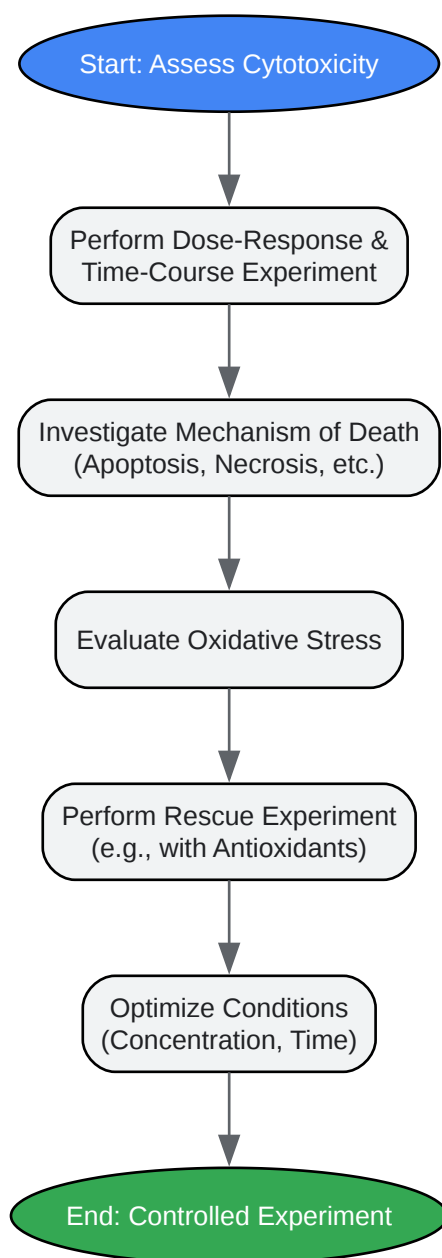 Start: Assess Cytotoxicity
Perform Dose-Response &
Time-Course Experiment
Investigate Mechanism of Death
(Apoptosis, Necrosis, etc.)
Evaluate Oxidative Stress
Perform Rescue Experiment
(e.g., with Antioxidants)
Optimize Conditions
(Concentration, Time)
End: Controlled Experiment